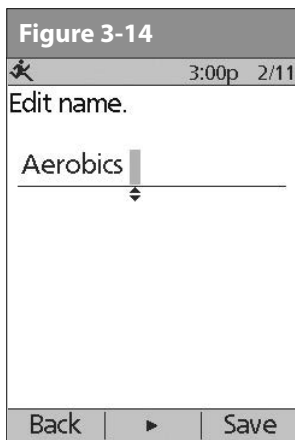 Figure 3-14
3:00p 2/11
Edit name.
Aerobics
Back ► Save